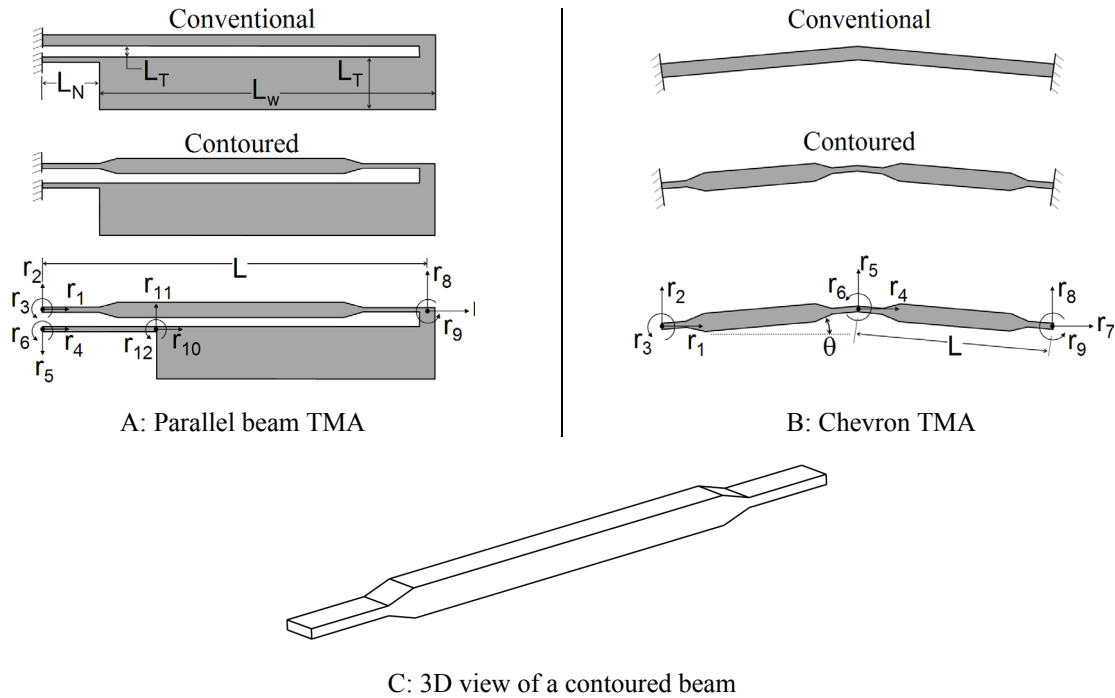 Conventional
L_T
L_T
L_N
L_w
Contoured
L
r_2
r_8
r_3
r_1
r_11
r_9
r_6
r_4
r_12
r_10
r_5
A: Parallel beam TMA
Conventional
Contoured
r_5
r_2
r_6
r_4
r_8
r_3
r_1
θ
L
r_7
r_9
B: Chevron TMA
C: 3D view of a contoured beam